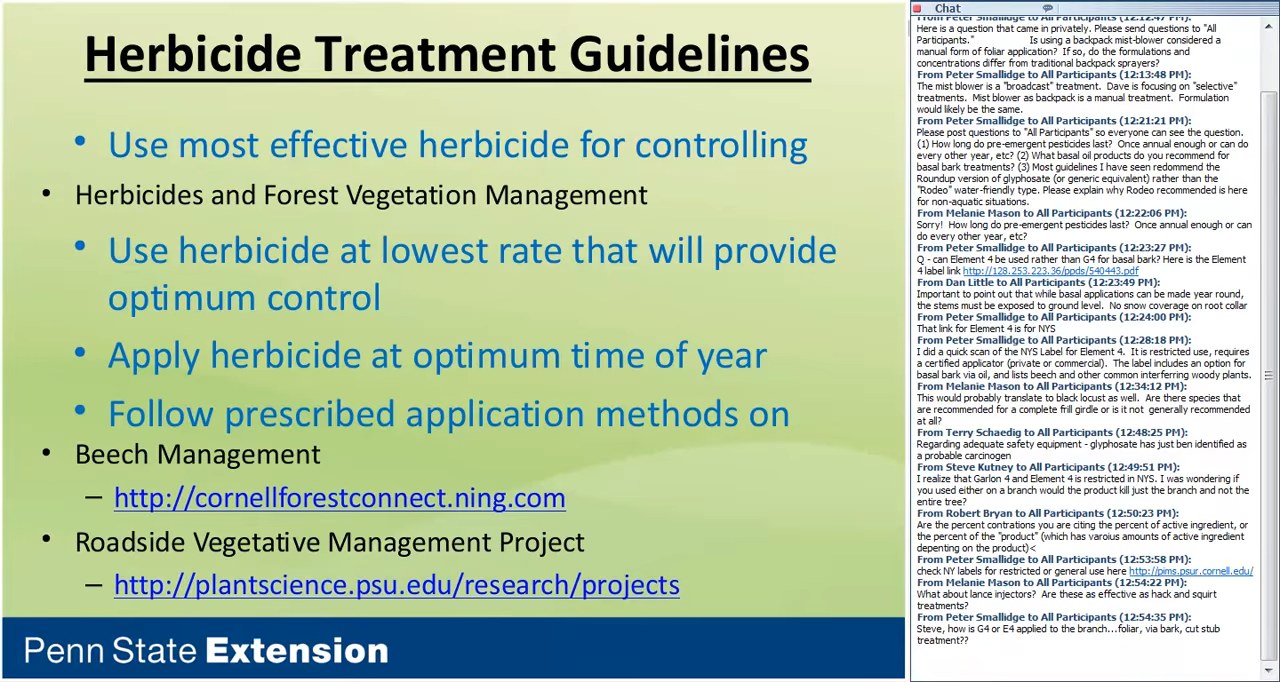 Herbicide Treatment Guidelines
• Use most effective herbicide for controlling
• Herbicides and Forest Vegetation Management
• Use herbicide at lowest rate that will provide
optimum control
• Apply herbicide at optimum time of year
• Follow prescribed application methods on
• Beech Management
– http://cornellforestconnect.ning.com
• Roadside Vegetative Management Project
– http://plantscience.psu.edu/research/projects
Penn State Extension
Chat
From Peter Smallidge to All Participants (12:12:47 PM):
Here is a question that came in privately. Please send questions to "All
Participants." Is using a backpack mist-blower considered a
manual form of foliar application? If so, do the formulations and
concentrations differ from traditional backpack sprayers?
From Peter Smallidge to All Participants (12:13:48 PM):
The mist blower is a "broadcast" treatment. Dave is focusing on "selective"
treatments. Mist blower as backpack is a manual treatment. Formulation
would likely be the same.
From Peter Smallidge to All Participants (12:21:21 PM):
Please post questions to "All Participants" so everyone can see the question.
(1) How long do pre-emergent pesticides last? Once annual enough or can do
every other year, etc? (2) What basal oil products do you recommend for
basal bark treatments? (3) Most guidelines I have seen redommend the
Roundup version of glyphosate (or generic equivalent) rather than the
"Rodeo" water-friendly type. Please explain why Rodeo recommended is here
for non-aquatic situations.
From Melanie Mason to All Participants (12:22:06 PM):
Sorry! How long do pre-emergent pesticides last? Once annual enough or can
do every other year, etc?
From Peter Smallidge to All Participants (12:23:27 PM):
Q - can Element 4 be used rather than G4 for basal bark? Here is the Element
4 label link http://128.253.223.36/ppds/540443.pdf
From Dan Little to All Participants (12:23:49 PM):
Important to point out that while basal applications can be made year round,
the stems must be exposed to ground level. No snow coverage on root collar
From Peter Smallidge to All Participants (12:24:00 PM):
That link for Element 4 is for NYS
From Peter Smallidge to All Participants (12:28:18 PM):
I did a quick scan of the NYS Label for Element 4. It is restricted use, requires
a certified applicator (private or commercial). The label includes an option for
basal bark via oil, and lists beech and other common interferring woody plants.
From Melanie Mason to All Participants (12:34:12 PM):
This would probably translate to black locust as well. Are there species that
are recommended for a complete frill girdle or is it not generally recommended
at all?
From Terry Schaedig to All Participants (12:48:25 PM):
Regarding adequate safety equipment - glyphosate has just ben identified as
a probable carcinogen
From Steve Kutney to All Participants (12:49:51 PM):
I realize that Garlon 4 and Element 4 is restricted in NYS. I was wondering if
you used either on a branch would the product kill just the branch and not the
entire tree?
From Robert Bryan to All Participants (12:50:23 PM):
Are the percent contrations you are citing the percent of active ingredient, or
the percent of the "product" (which has varoius amounts of active ingredient
depenting on the product)<
From Peter Smallidge to All Participants (12:53:58 PM):
check NY labels for restricted or general use here http://pims.psur.cornell.edu/
From Melanie Mason to All Participants (12:54:22 PM):
What about lance injectors? Are these as effective as hack and squirt
treatments?
From Peter Smallidge to All Participants (12:54:35 PM):
Steve, how is G4 or E4 applied to the branch...foliar, via bark, cut stub
treatment??